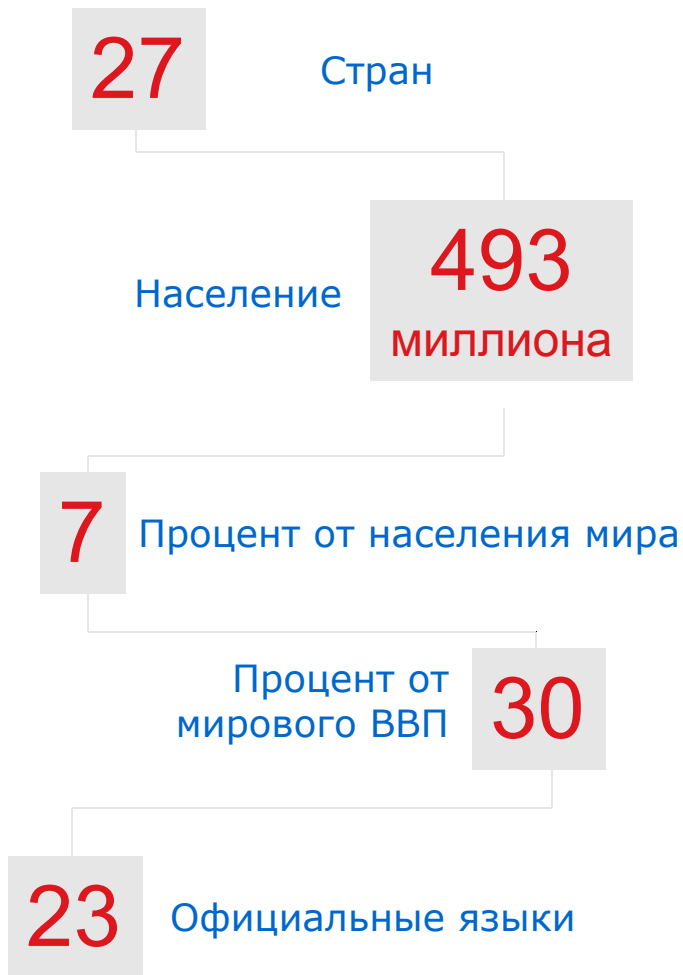 27
Стран
Население
493
миллиона
7
Процент от населения мира
Процент от
мирового ВВП
30
23
Официальные языки